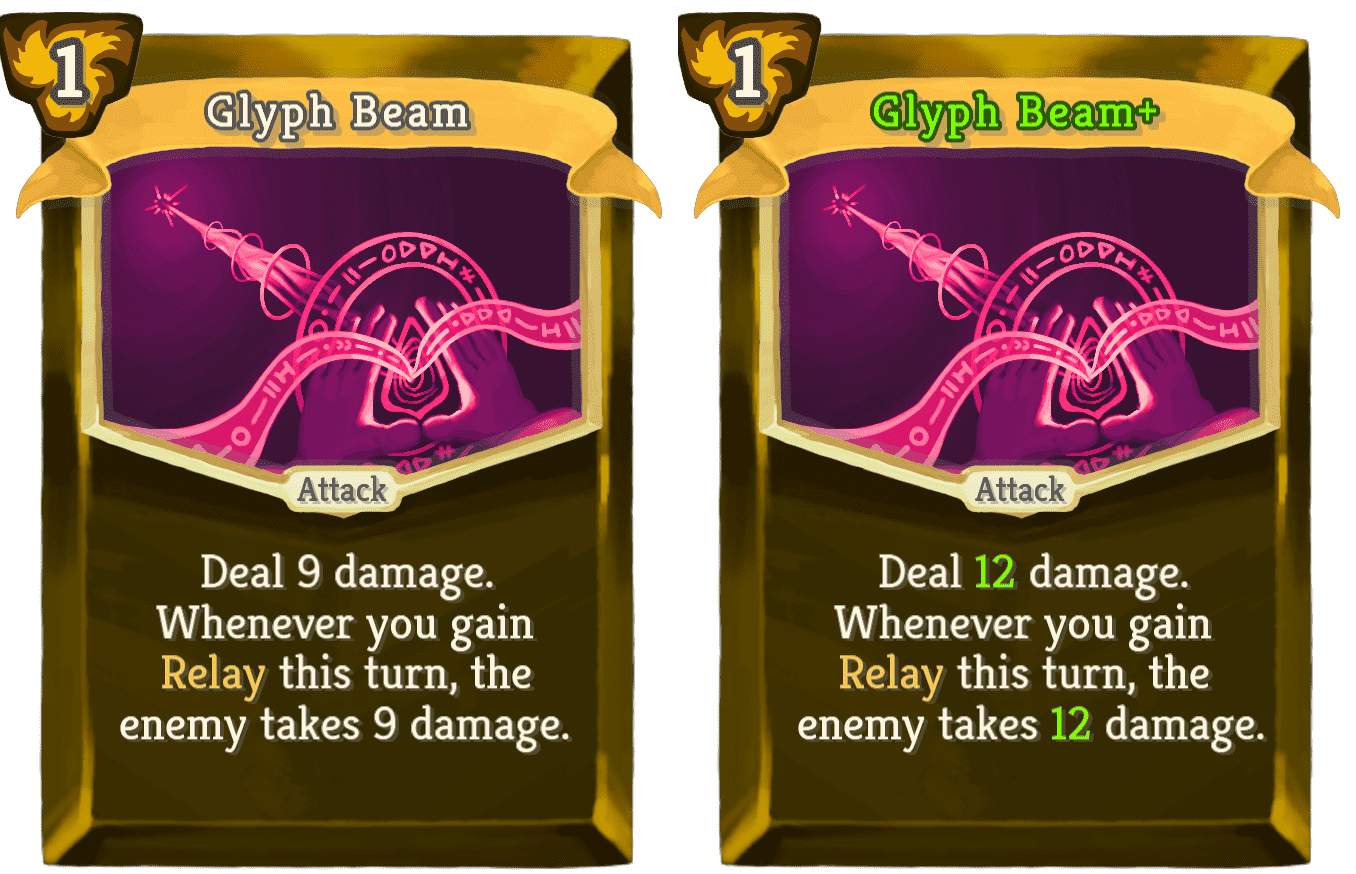 1
Glyph Beam
Attack
Deal 9 damage.
Whenever you gain
Relay this turn, the
enemy takes 9 damage.
1
Glyph Beam+
Attack
Deal 12 damage.
Whenever you gain
Relay this turn, the
enemy takes 12 damage.